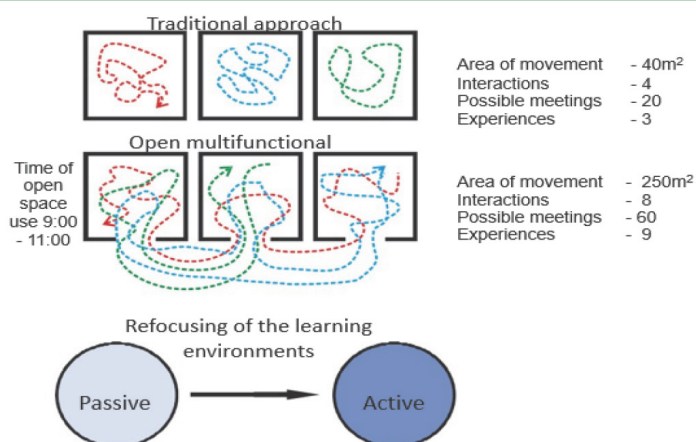 Traditional approach
Area of movement - 40m²
Interactions - 4
Possible meetings - 20
Experiences - 3
Open multifunctional
Time of
open
space
use 9:00
- 11:00
Area of movement - 250m²
Interactions - 8
Possible meetings - 60
Experiences - 9
Refocusing of the learning
environments
Passive
Active